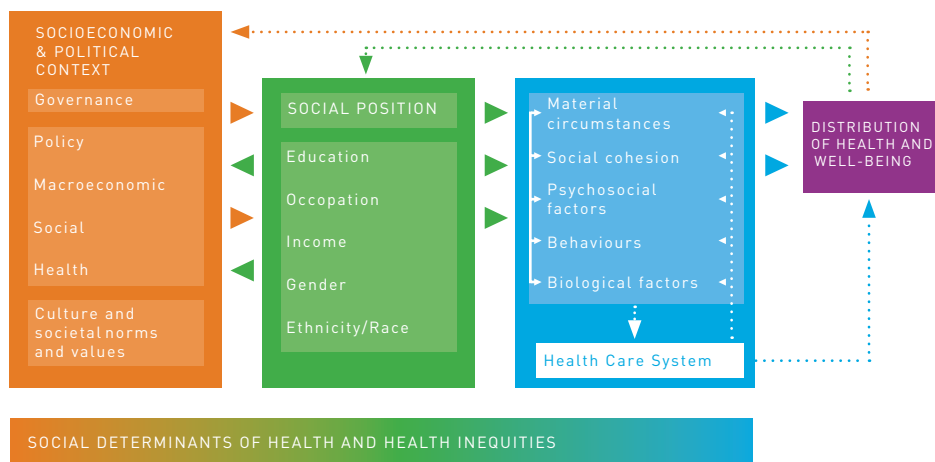 SOCIOECONOMIC
& POLITICAL
CONTEXT
Governance
Policy
Macroeconomic
Social
Health
Culture and
societal norms
and values
SOCIAL POSITION
Education
Occopation
Income
Gender
Ethnicity/Race
Material
circumstances
Social cohesion
Psychosocial
factors
Behaviours
Biological factors
Health Care System
DISTRIBUTION
OF HEALTH AND
WELL-BEING
SOCIAL DETERMINANTS OF HEALTH AND HEALTH INEQUITIES